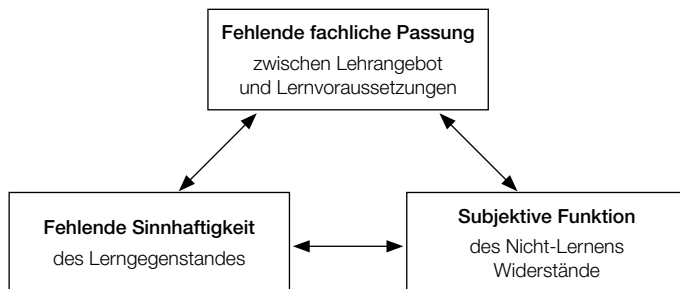 Fehlende fachliche Passung
zwischen Lehrangebot
und Lernvoraussetzungen
Fehlende Sinnhaftigkeit
des Lerngegenstandes
Subjektive Funktion
des Nicht-Lernens
Widerstände